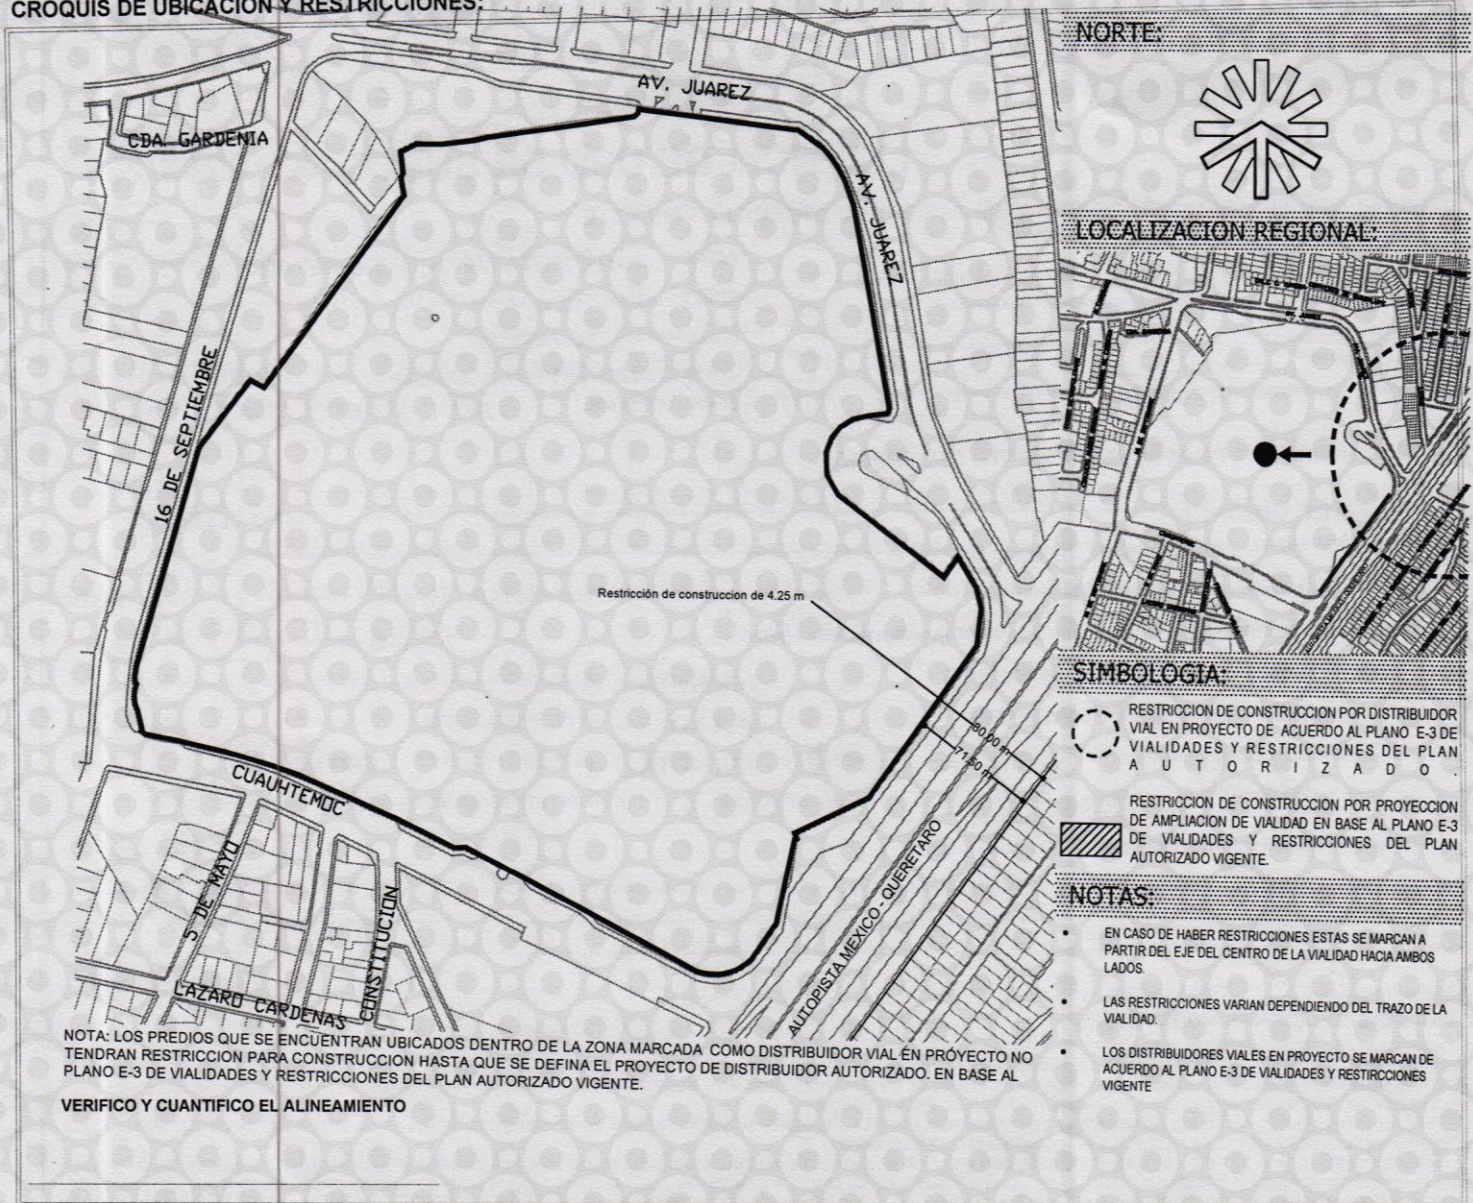 CROQUIS DE UBICACION Y RESTRICCIONES:
NORTE:
AV. JUAREZ
CDA. GARDENIA
AV. JUAREZ
LOCALIZACION REGIONAL:
16 DE SEPTIEMBRE
Restricción de construccion de 4.25 m
80.00 m
71.50 m
CUAUHTEMOC
5 DE MAYO
CONSTITUCION
LAZARO CARDENAS
AUTOPISTA MEXICO - QUERETARO
SIMBOLOGIA:
RESTRICCION DE CONSTRUCCION POR DISTRIBUIDOR
VIAL EN PROYECTO DE ACUERDO AL PLANO E-3 DE
VIALIDADES Y RESTRICCIONES DEL PLAN
A U T O R I Z A D O .
RESTRICCION DE CONSTRUCCION POR PROYECCION
DE AMPLIACION DE VIALIDAD EN BASE AL PLANO E-3
DE VIALIDADES Y RESTRICCIONES DEL PLAN
AUTORIZADO VIGENTE.
NOTAS:
• EN CASO DE HABER RESTRICCIONES ESTAS SE MARCAN A
PARTIR DEL EJE DEL CENTRO DE LA VIALIDAD HACIA AMBOS
LADOS.
• LAS RESTRICCIONES VARIAN DEPENDIENDO DEL TRAZO DE LA
VIALIDAD.
• LOS DISTRIBUIDORES VIALES EN PROYECTO SE MARCAN DE
ACUERDO AL PLANO E-3 DE VIALIDADES Y RESTIRCCIONES
VIGENTE
NOTA: LOS PREDIOS QUE SE ENCUENTRAN UBICADOS DENTRO DE LA ZONA MARCADA COMO DISTRIBUIDOR VIAL EN PROYECTO NO
TENDRAN RESTRICCION PARA CONSTRUCCION HASTA QUE SE DEFINA EL PROYECTO DE DISTRIBUIDOR AUTORIZADO. EN BASE AL
PLANO E-3 DE VIALIDADES Y RESTRICCIONES DEL PLAN AUTORIZADO VIGENTE.
VERIFICO Y CUANTIFICO EL ALINEAMIENTO